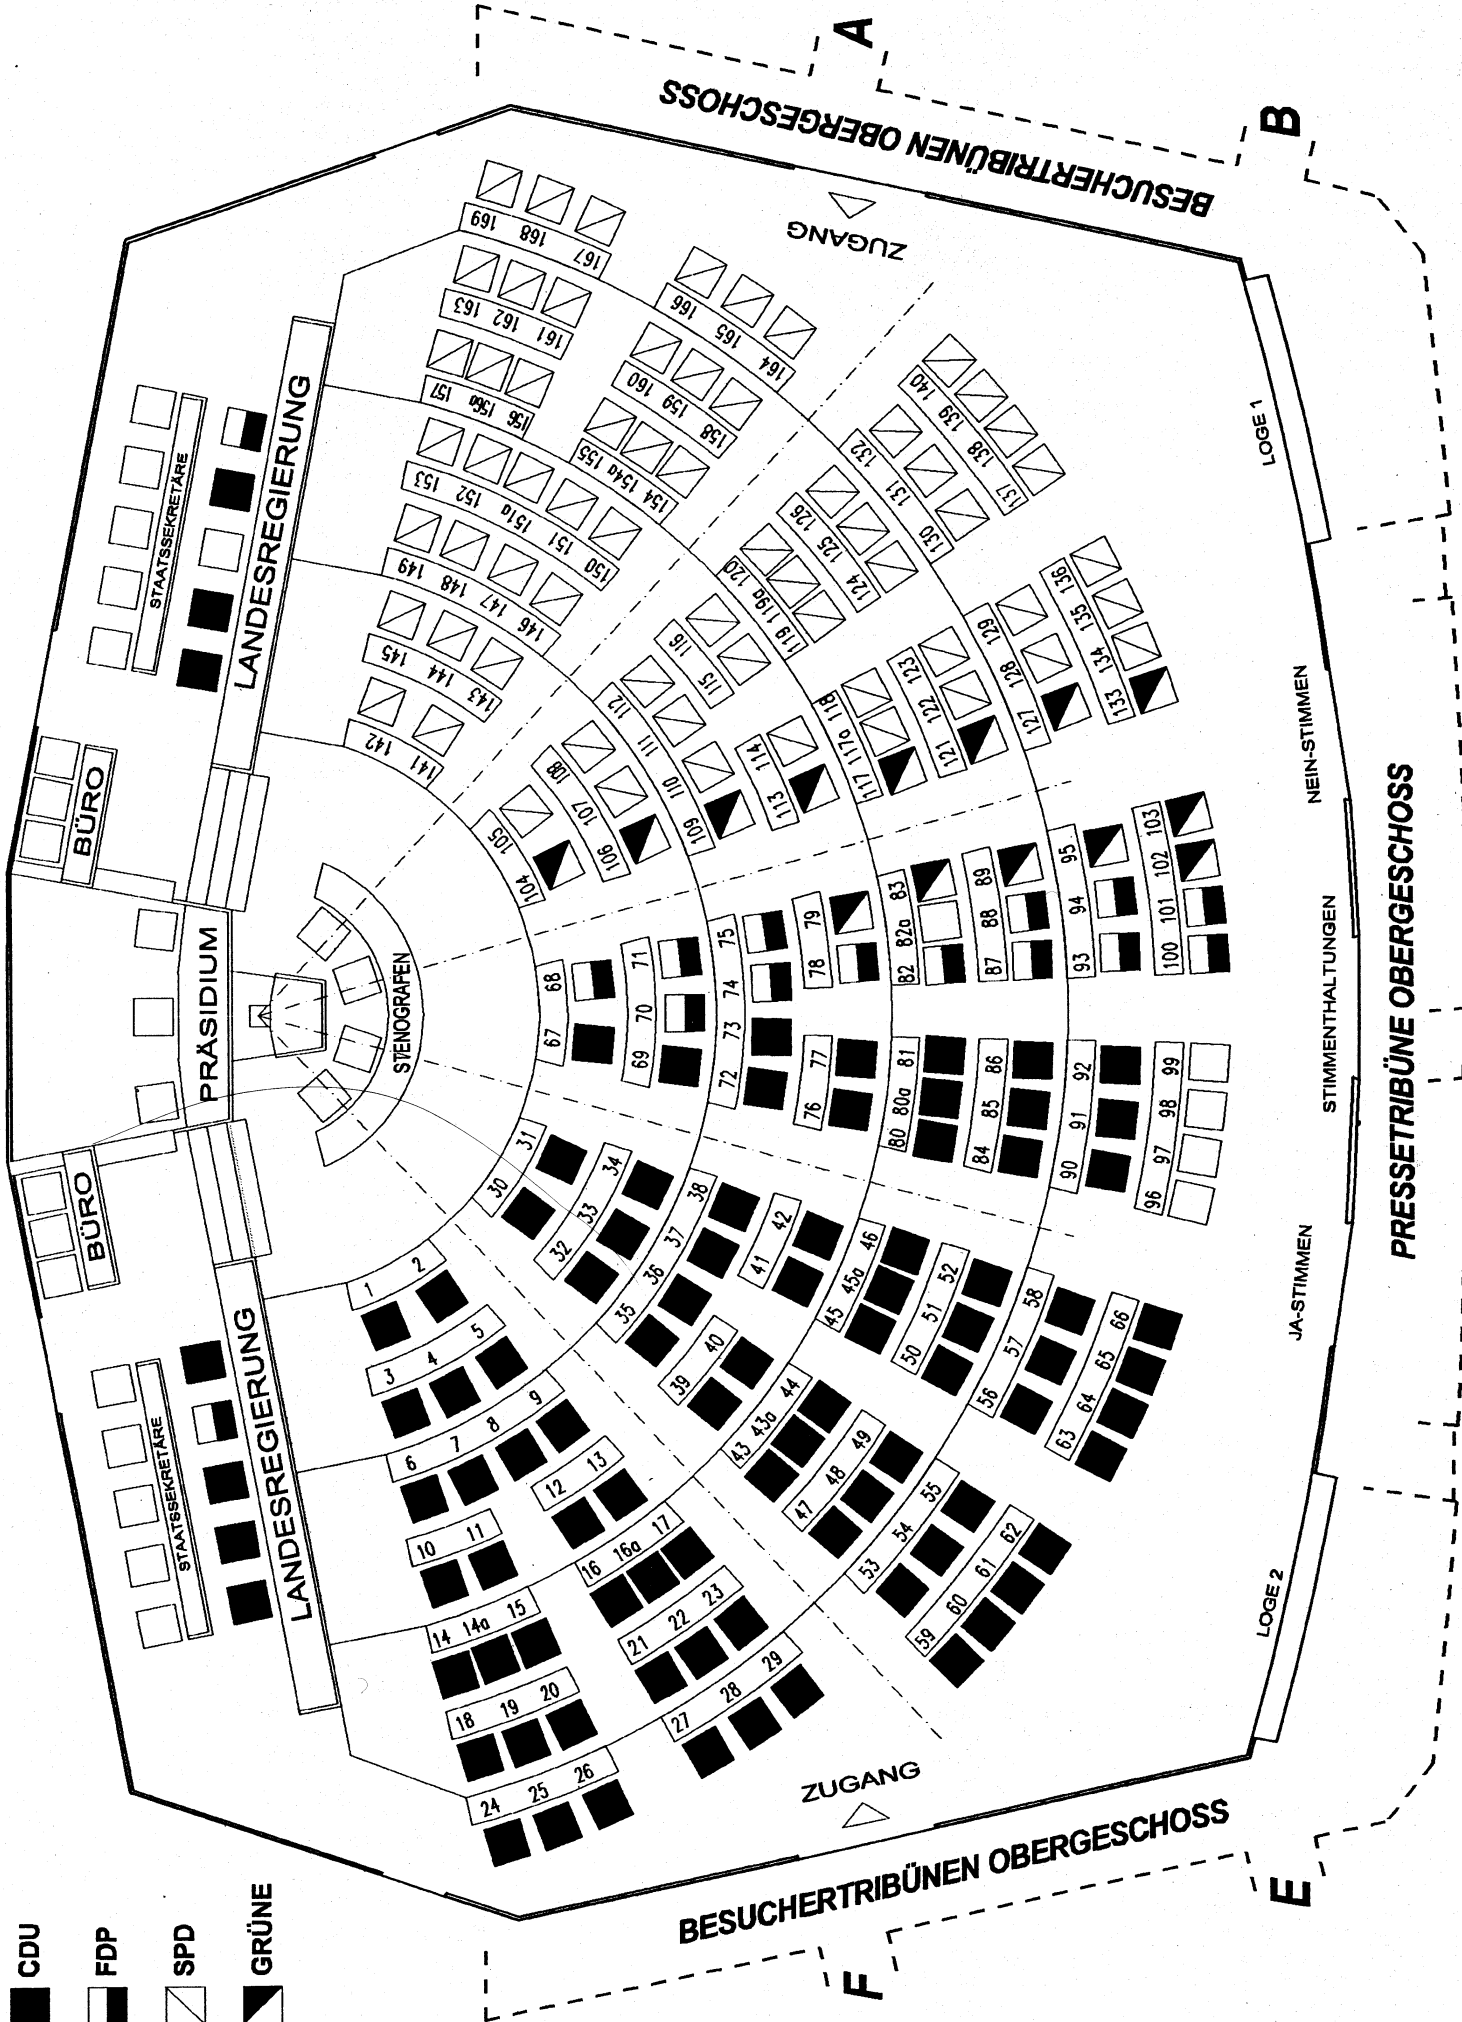 CDU
FDP
SPD
GRÜNE
BÜRO
PRÄSIDIUM
BÜRO
STAATSSEKRETÄRE
LANDESREGIERUNG
STENOGRAFEN
LANDESREGIERUNG
STAATSSEKRETÄRE
1 2
3 4 5
6 7 8 9
10 11
12 13
14 14a 15
16 16a 17
18 19 20
21 22 23
24 25 26
27 28 29
30 31
32 33 34
35 36 37 38
39 40
41 42
43 43a 44
45 45a 46
47 48 49
50 51 52
53 54 55
56 57 58
59 60 61 62
63 64 65 66
67 68
69 70 71
72 73 74 75
76 77
78 79
80 80a 81
82 82a 83
84 85 86
87 88 89
90 91 92
93 94 95
96 97 98 99
100 101 102 103
104 105
106 107 108
109 110 111 112
113 114
115 116
117 117a 118
119 119a 120
121 122 123
124 125 126
127 128 129
130 131 132
133 134 135 136
137 138 139 140
141 142
143 144 145
146 147 148 149
150 151 151a 152 153
154 154a 155
156 156a 157
158 159 160
161 162 163
164 165 166
167 168 169
ZUGANG
ZUGANG
LOGE 2
JA-STIMMEN
STIMMENTHALTUNGEN
NEIN-STIMMEN
LOGE 1
BESUCHERTRIBÜNEN OBERGESCHOSS
PRESSETRIBÜNE OBERGESCHOSS
BESUCHERTRIBÜNEN OBERGESCHOSS
F
E
B
A